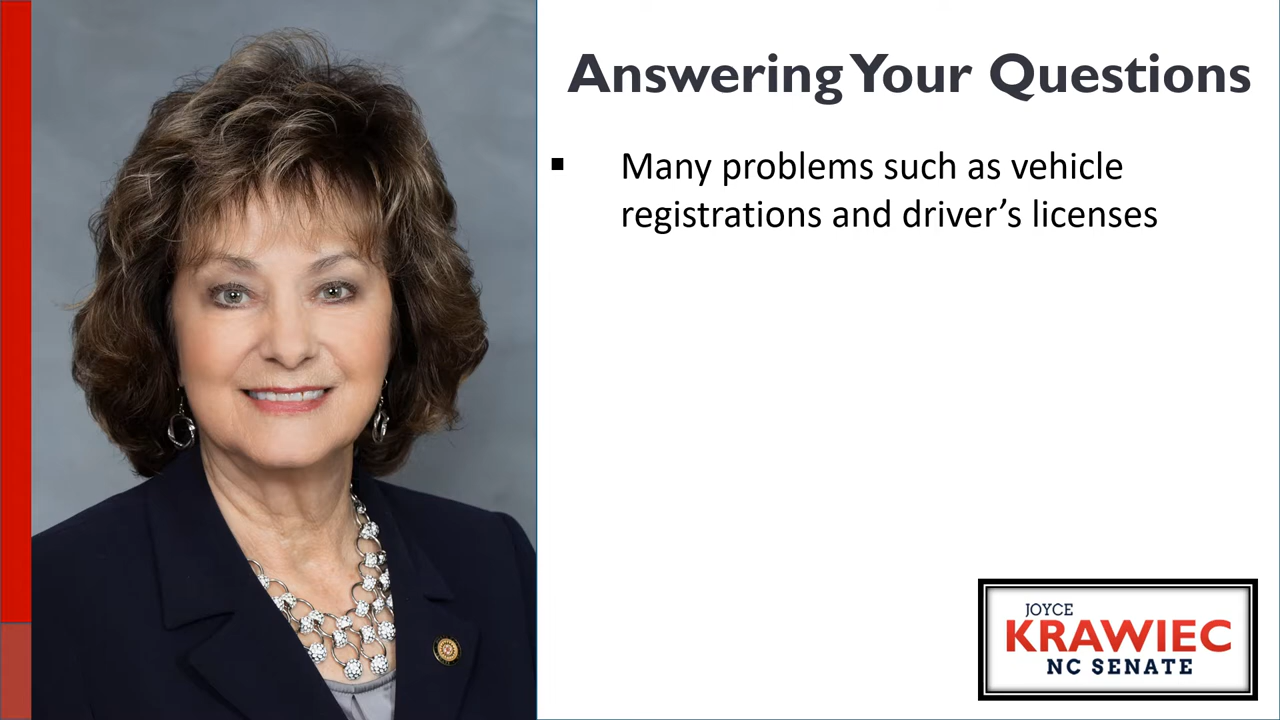 Answering Your Questions
▪ Many problems such as vehicle
registrations and driver’s licenses
JOYCE
KRAWIEC
NC SENATE